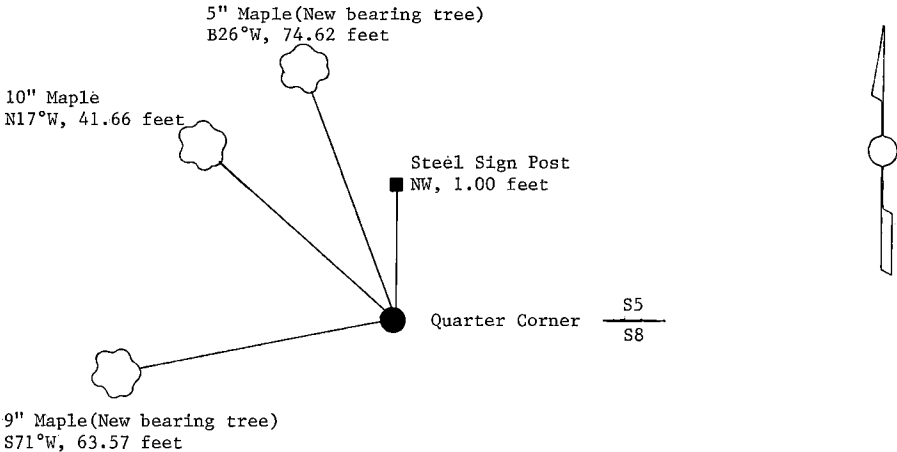 5" Maple(New bearing tree)
B26°W, 74.62 feet
10" Maple
N17°W, 41.66 feet
Steel Sign Post
NW, 1.00 feet
Quarter Corner
S5
S8
9" Maple(New bearing tree)
S71°W, 63.57 feet